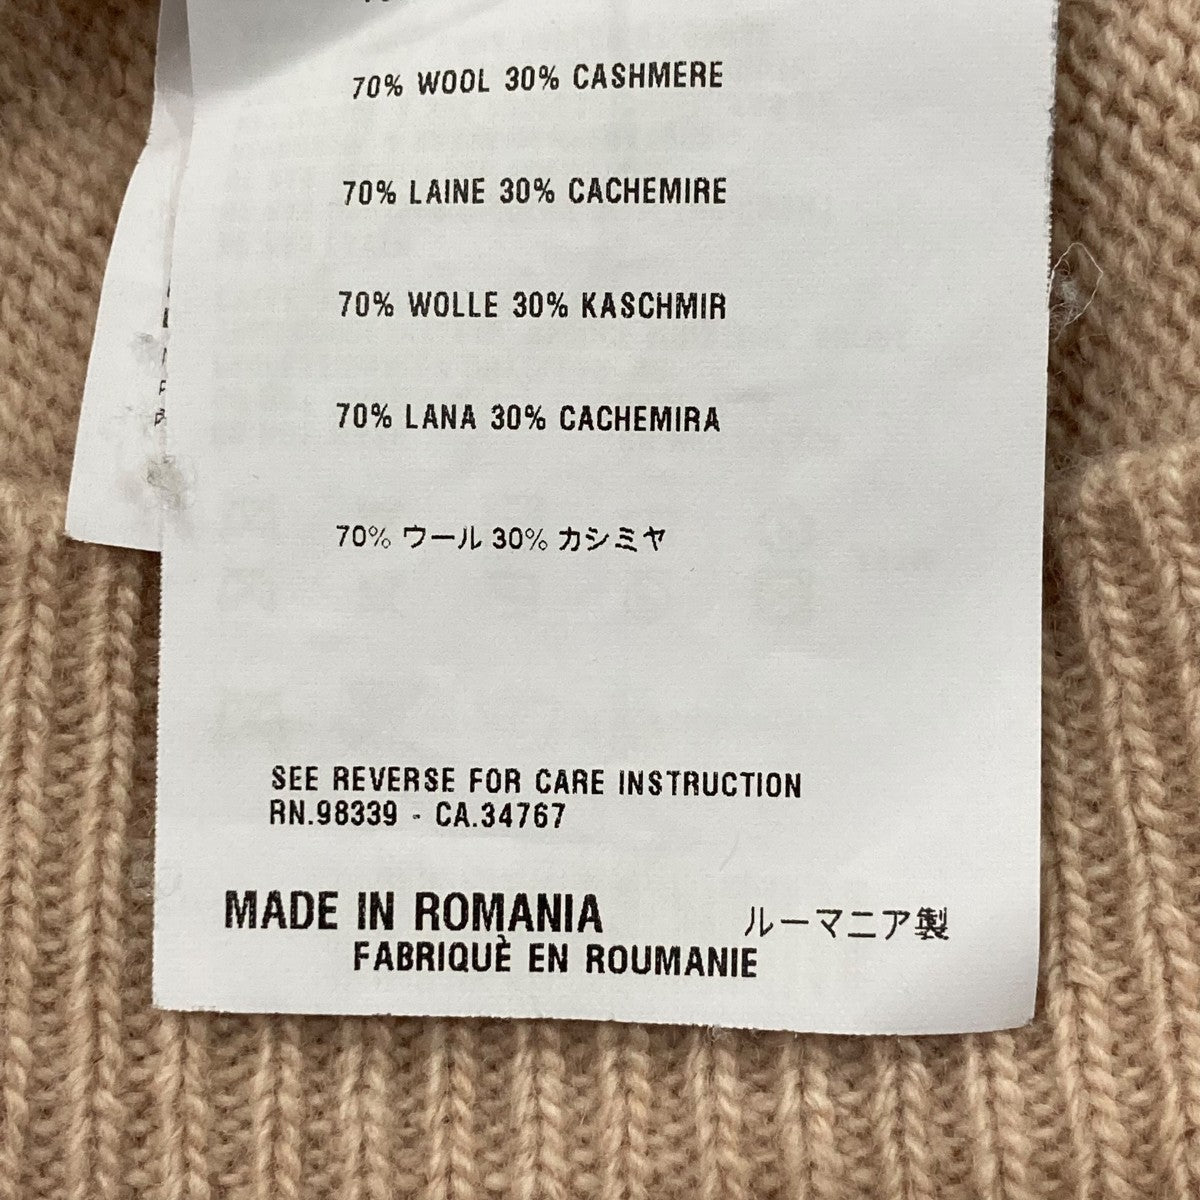 70% WOOL 30% CASHMERE
70% LAINE 30% CACHEMIRE
70% WOLLE 30% KASCHMIR
70% LANA 30% CACHEMIRA
70% ウール 30% カシミヤ
SEE REVERSE FOR CARE INSTRUCTION
RN.98339 - CA.34767
MADE IN ROMANIA ルーマニア製
FABRIQUÈ EN ROUMANIE